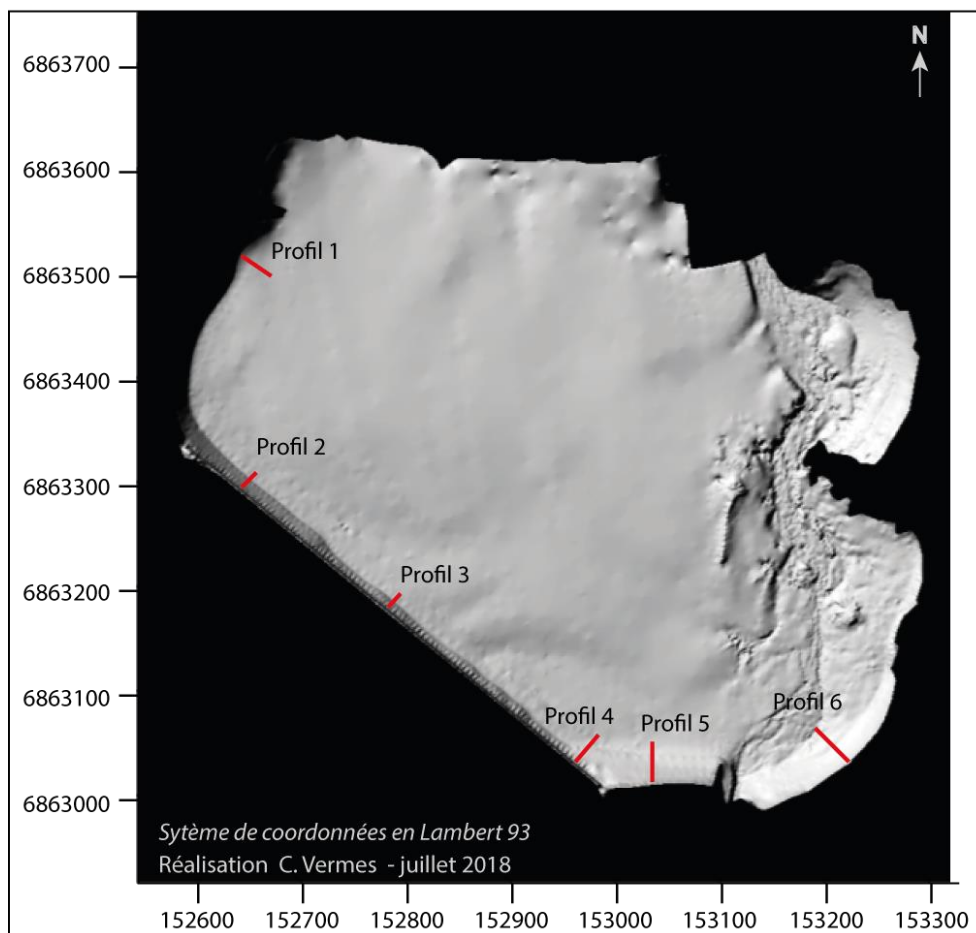 N
6863700
6863600
6863500
6863400
6863300
6863200
6863100
6863000
Profil 1
Profil 2
Profil 3
Profil 4
Profil 5
Profil 6
Sytème de coordonnées en Lambert 93
Réalisation C. Vermes - juillet 2018
152600 152700 152800 152900 153000 153100 153200 153300